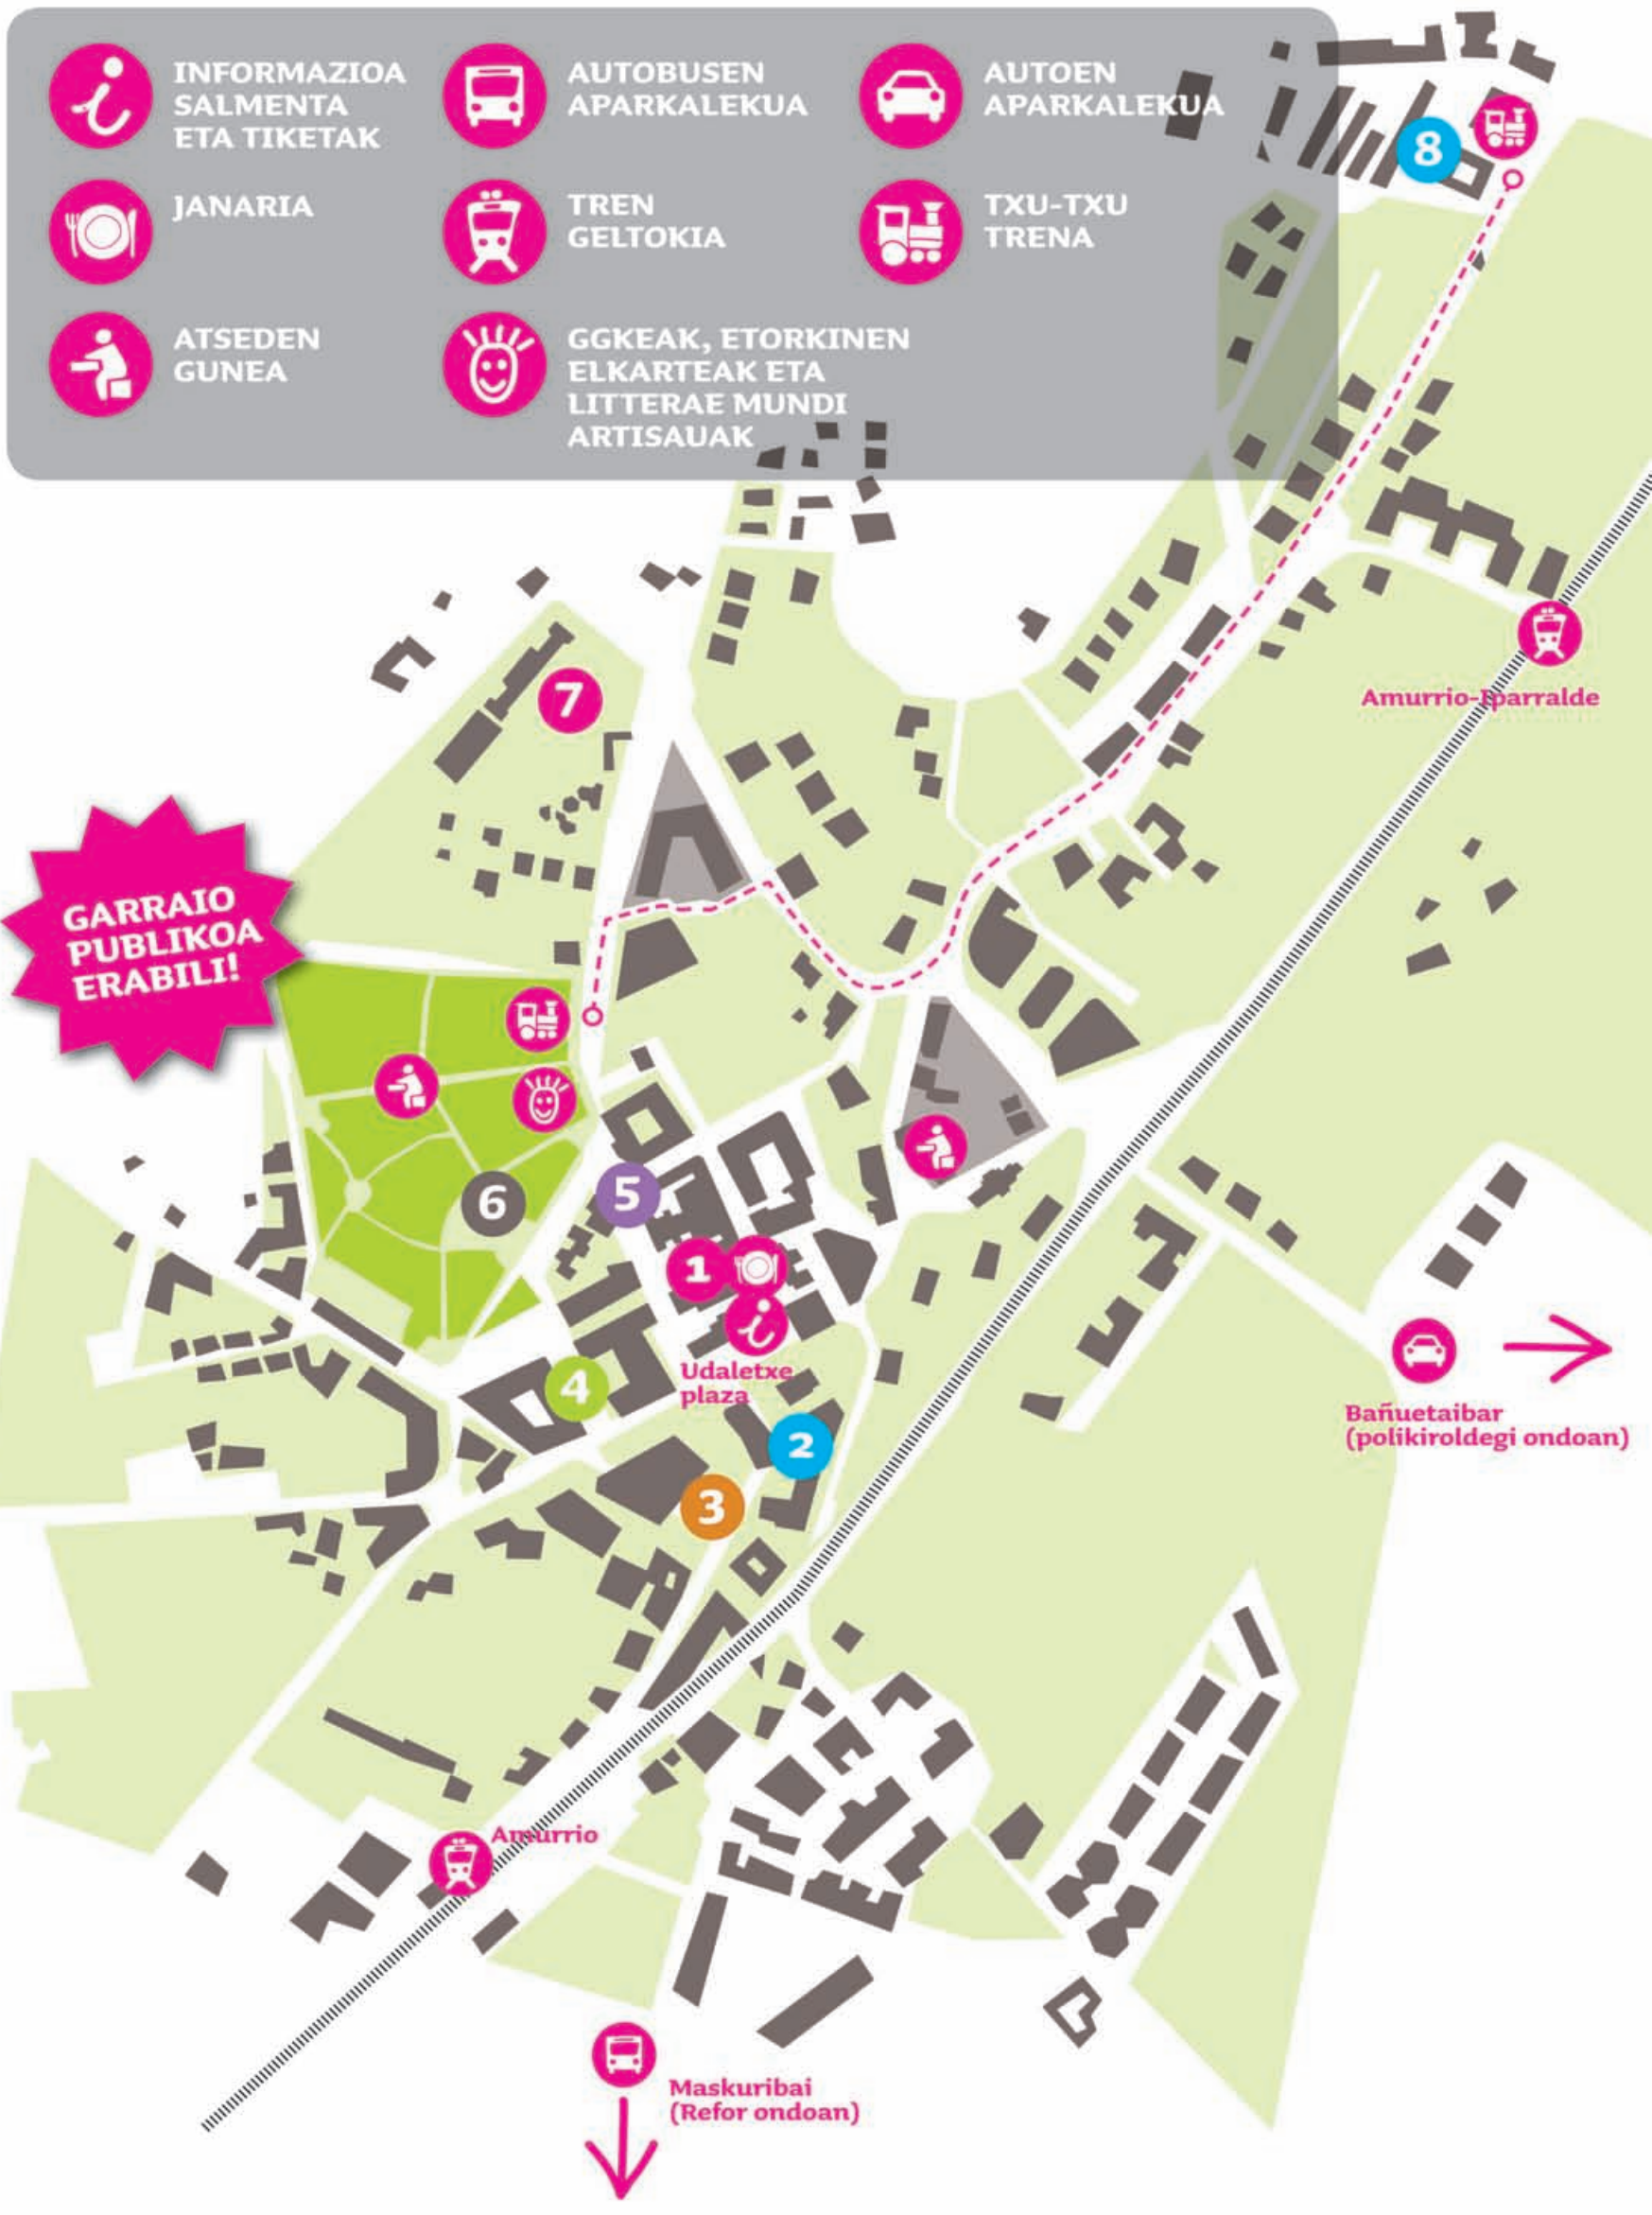 INFORMAZIOA
SALMENTA
ETA TIKETAK
AUTOBUSEN
APARKALEKUA
AUTOEN
APARKALEKUA
JANARIA
TREN
GELTOKIA
TXU-TXU
TRENA
ATSEDEN
GUNEA
GGKEAK, ETORKINEN
ELKARTEAK ETA
LITTERAE MUNDI
ARTISAUAK
8
Amurrio-Iparralde
7
GARRAIO
PUBLIKOA
ERABILI!
6
5
1
Udaletxe
plaza
4
2
3
Bañuetaibar
(polikiroldegi ondoan)
Amurrio
Maskuribai
(Refor ondoan)